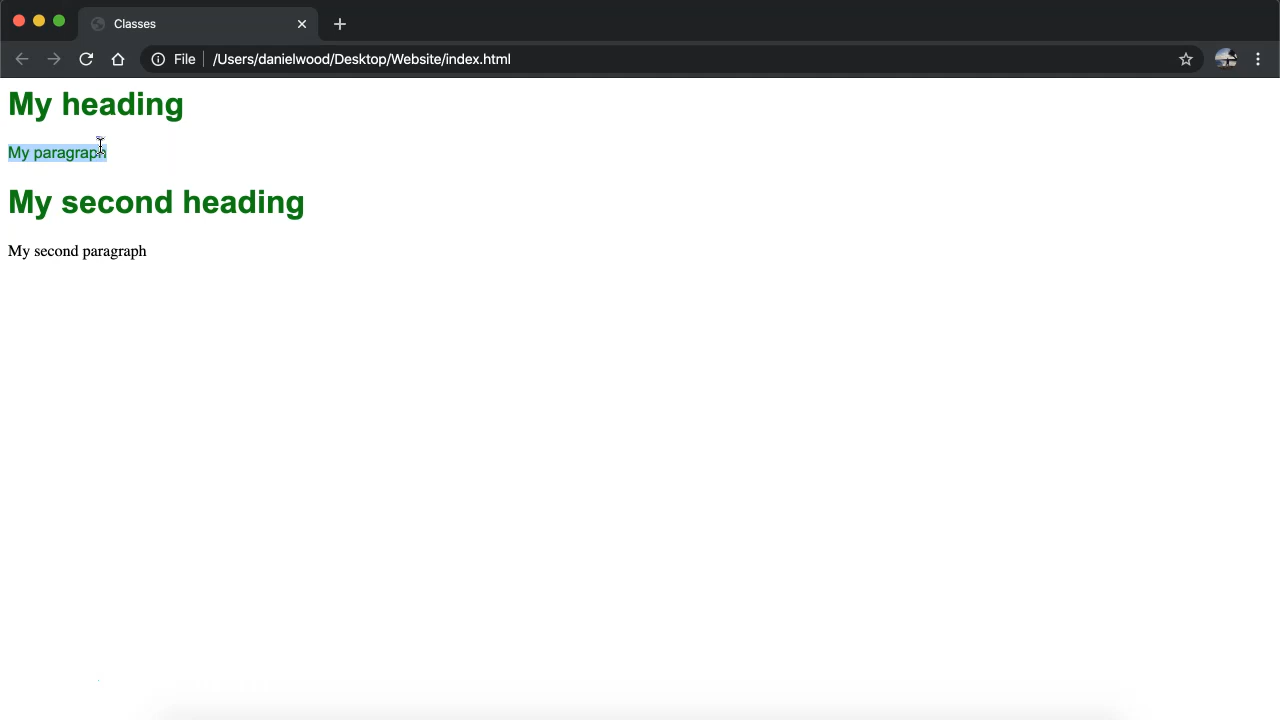 Classes
File /Users/danielwood/Desktop/Website/index.html
My heading
My paragraph
My second heading
My second paragraph